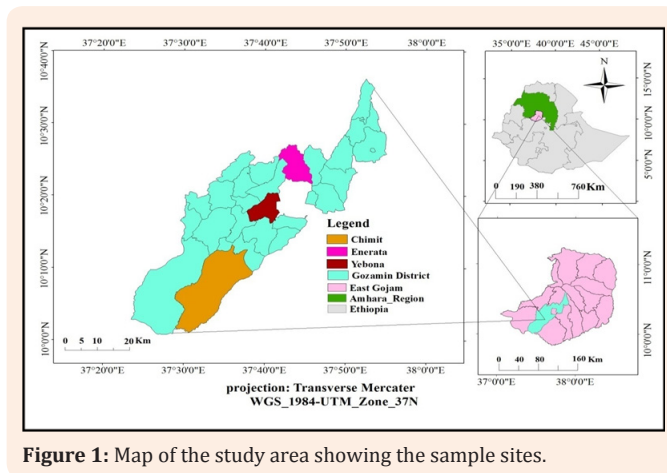 37°20'0"E 37°30'0"E 37°40'0"E 37°50'0"E 38°0'0"E
10°40'0"N
10°30'0"N
10°20'0"N
10°10'0"N
10°0'0"N
Legend
Chimit
Enerata
Yebona
Gozamin District
East Gojam
Amhara_Region
Ethiopia
0 5 10 20 Km
37°20'0"E 37°30'0"E 37°40'0"E 37°50'0"E 38°0'0"E
projection: Transverse Mercater
WGS_1984-UTM_Zone_37N
35°0'0"E 40°0'0"E 45°0'0"E
N
15°0'0"N
10°0'0"N
5°0'0"N
0 190 380 760 Km
11°0'0"N
10°0'0"N
0 40 80 160 Km
37°0'0"E 38°0'0"E
Figure 1: Map of the study area showing the sample sites.